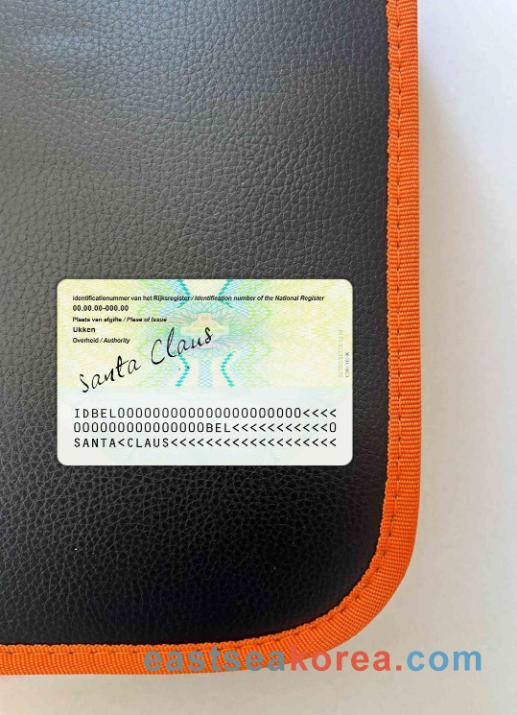 Identificatienummer van het Rijksregister / Identification number of the National Register
00.00.00-000.00
Plaats van afgifte / Place of Issue
Ukken
Overheid / Authority
Santa Claus
IDBEL000000000000000000000<<<<
000000000000000BEL<<<<<<<<<<<0
SANTA<CLAUS<<<<<<<<<<<<<<<<<<<
eastseakorea.com